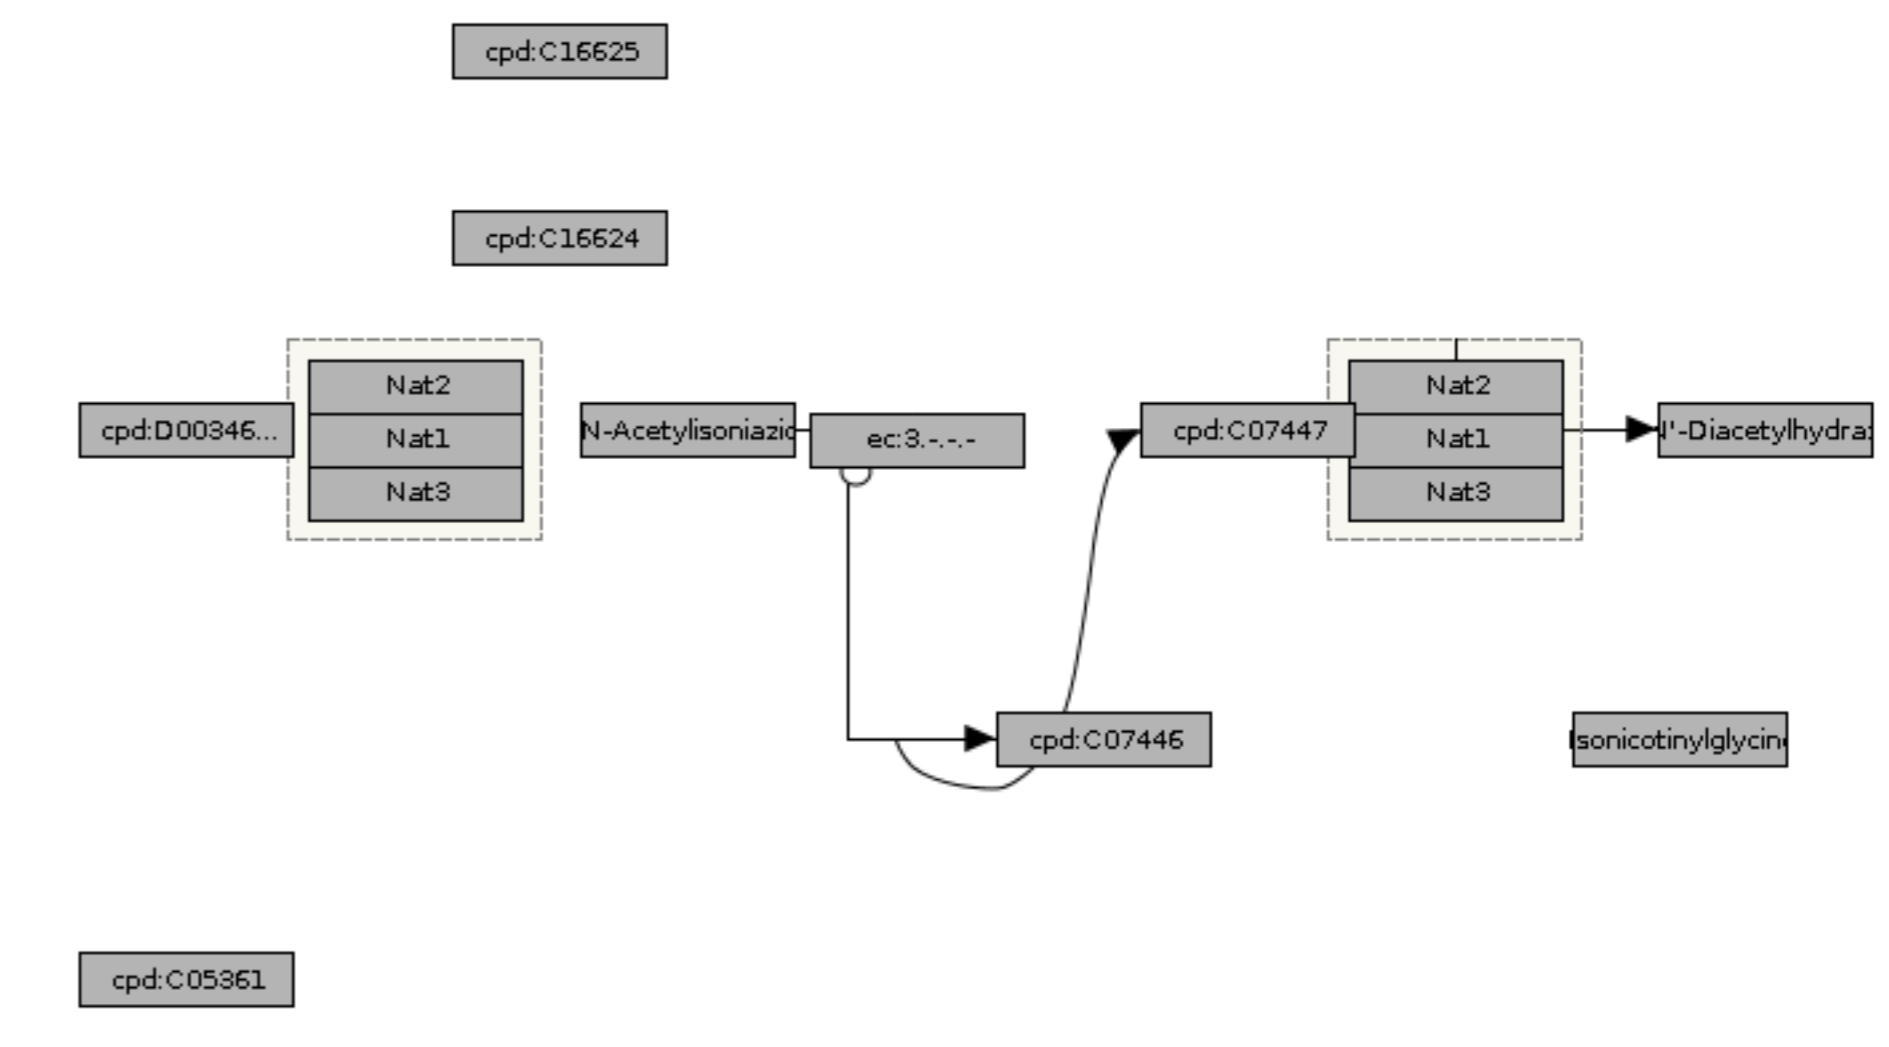 cpd:C16625
cpd:C16624
Nat2
Nat1
Nat3
cpd:D00346...
N-Acetylisoniazid
ec:3.-.-.-
cpd:C07447
Nat2
Nat1
Nat3
'-Diacetylhydra
cpd:C07446
sonicotinylglycin
cpd:C05361